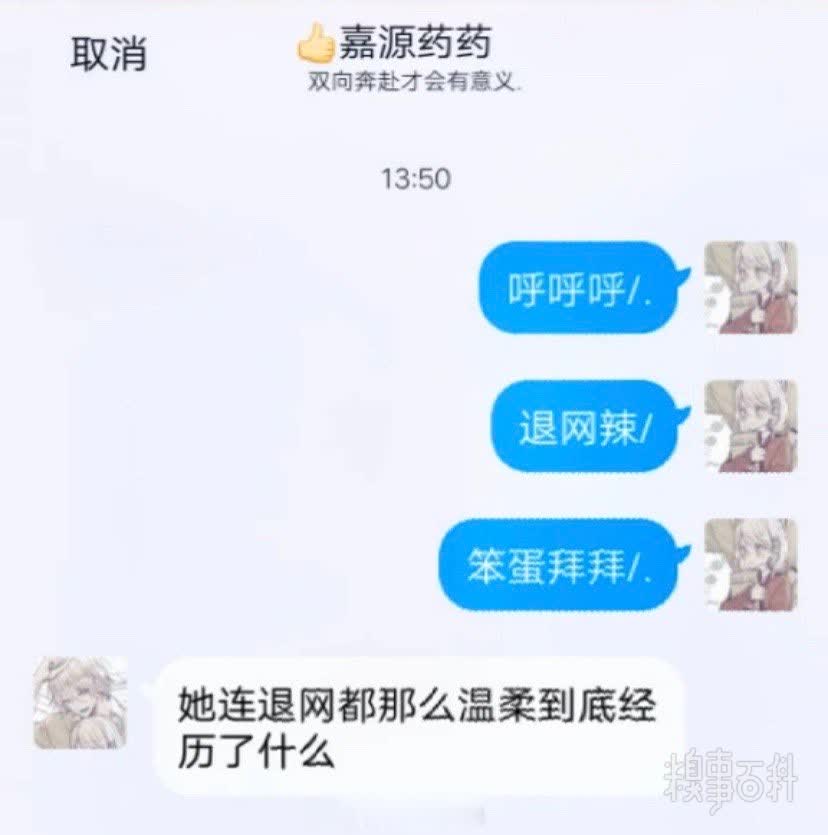 取消
👍嘉源药药
双向奔赴才会有意义.
13:50
呼呼呼/.
退网辣/
笨蛋拜拜/.
她连退网都那么温柔到底经
历了什么
糗事百科